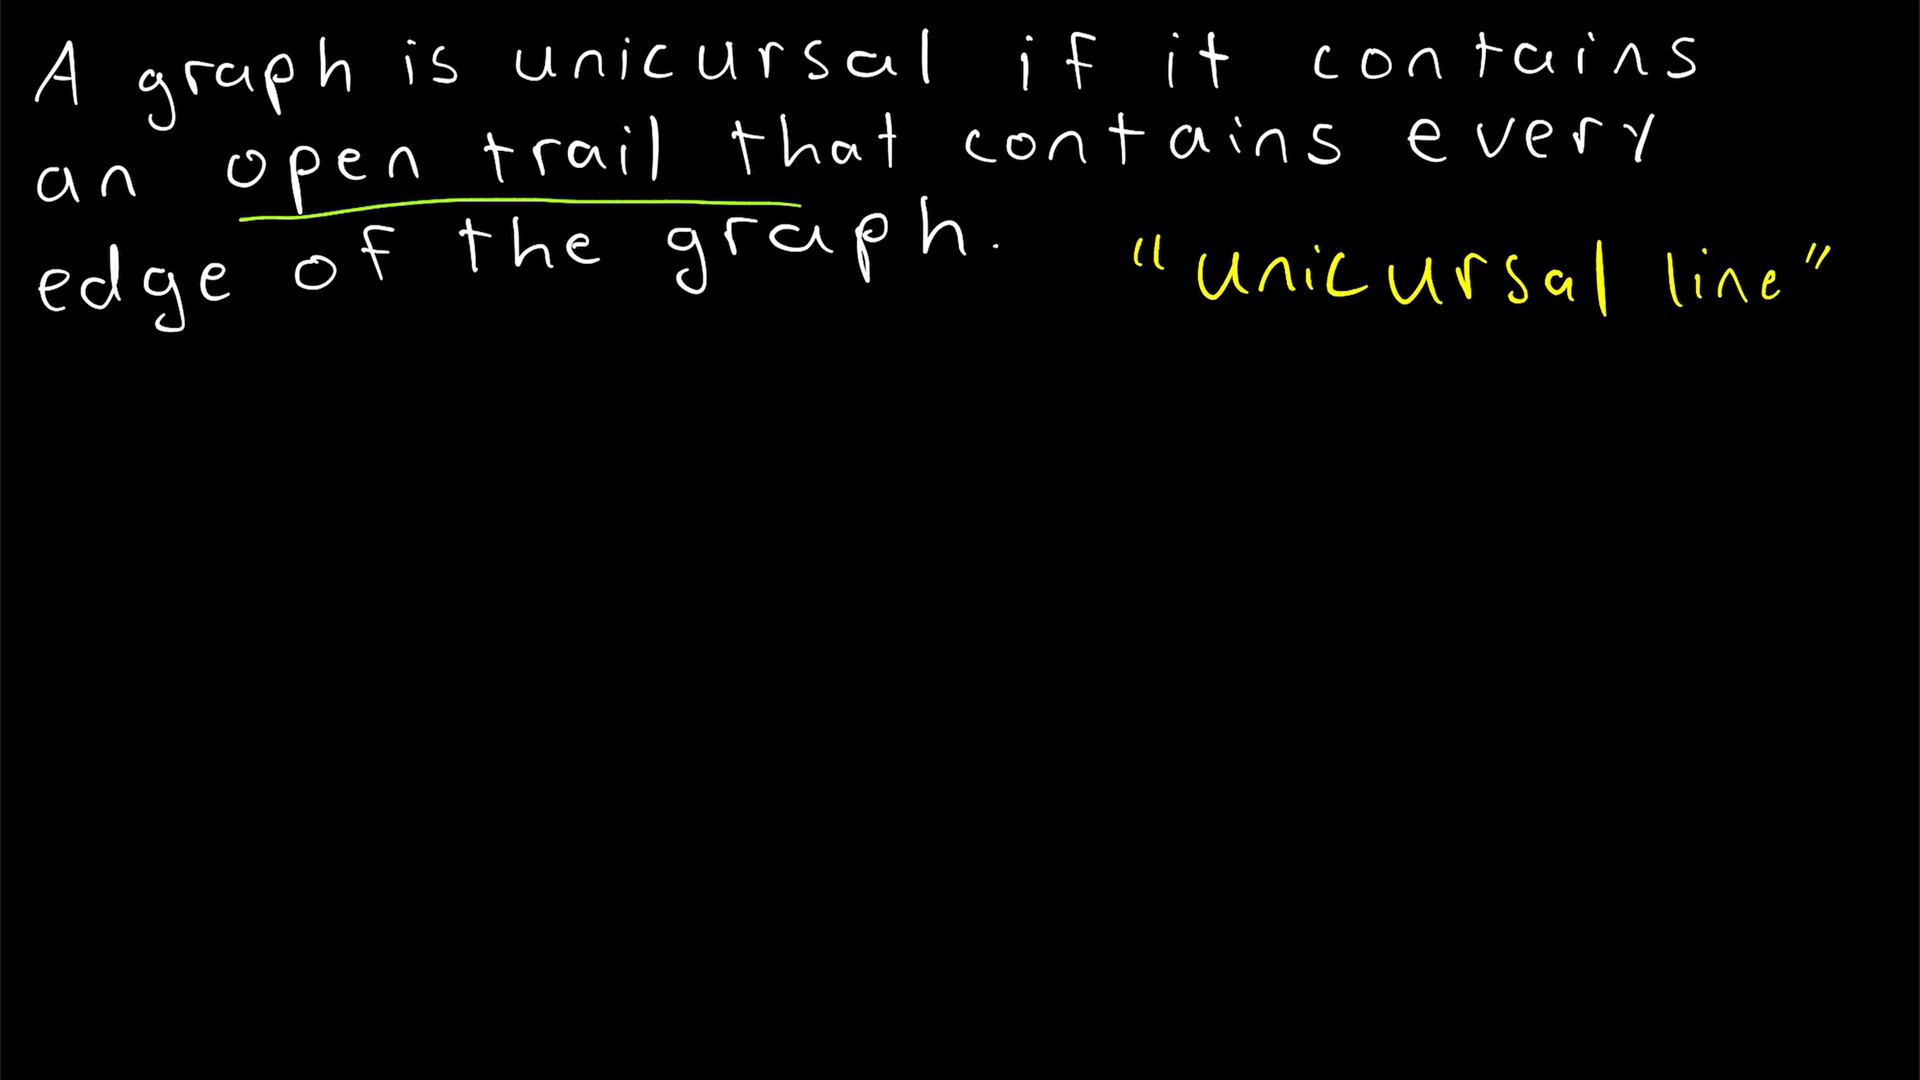 A graph is unicursal if it contains
an open trail that contains every
edge of the graph.
"unicursal line"